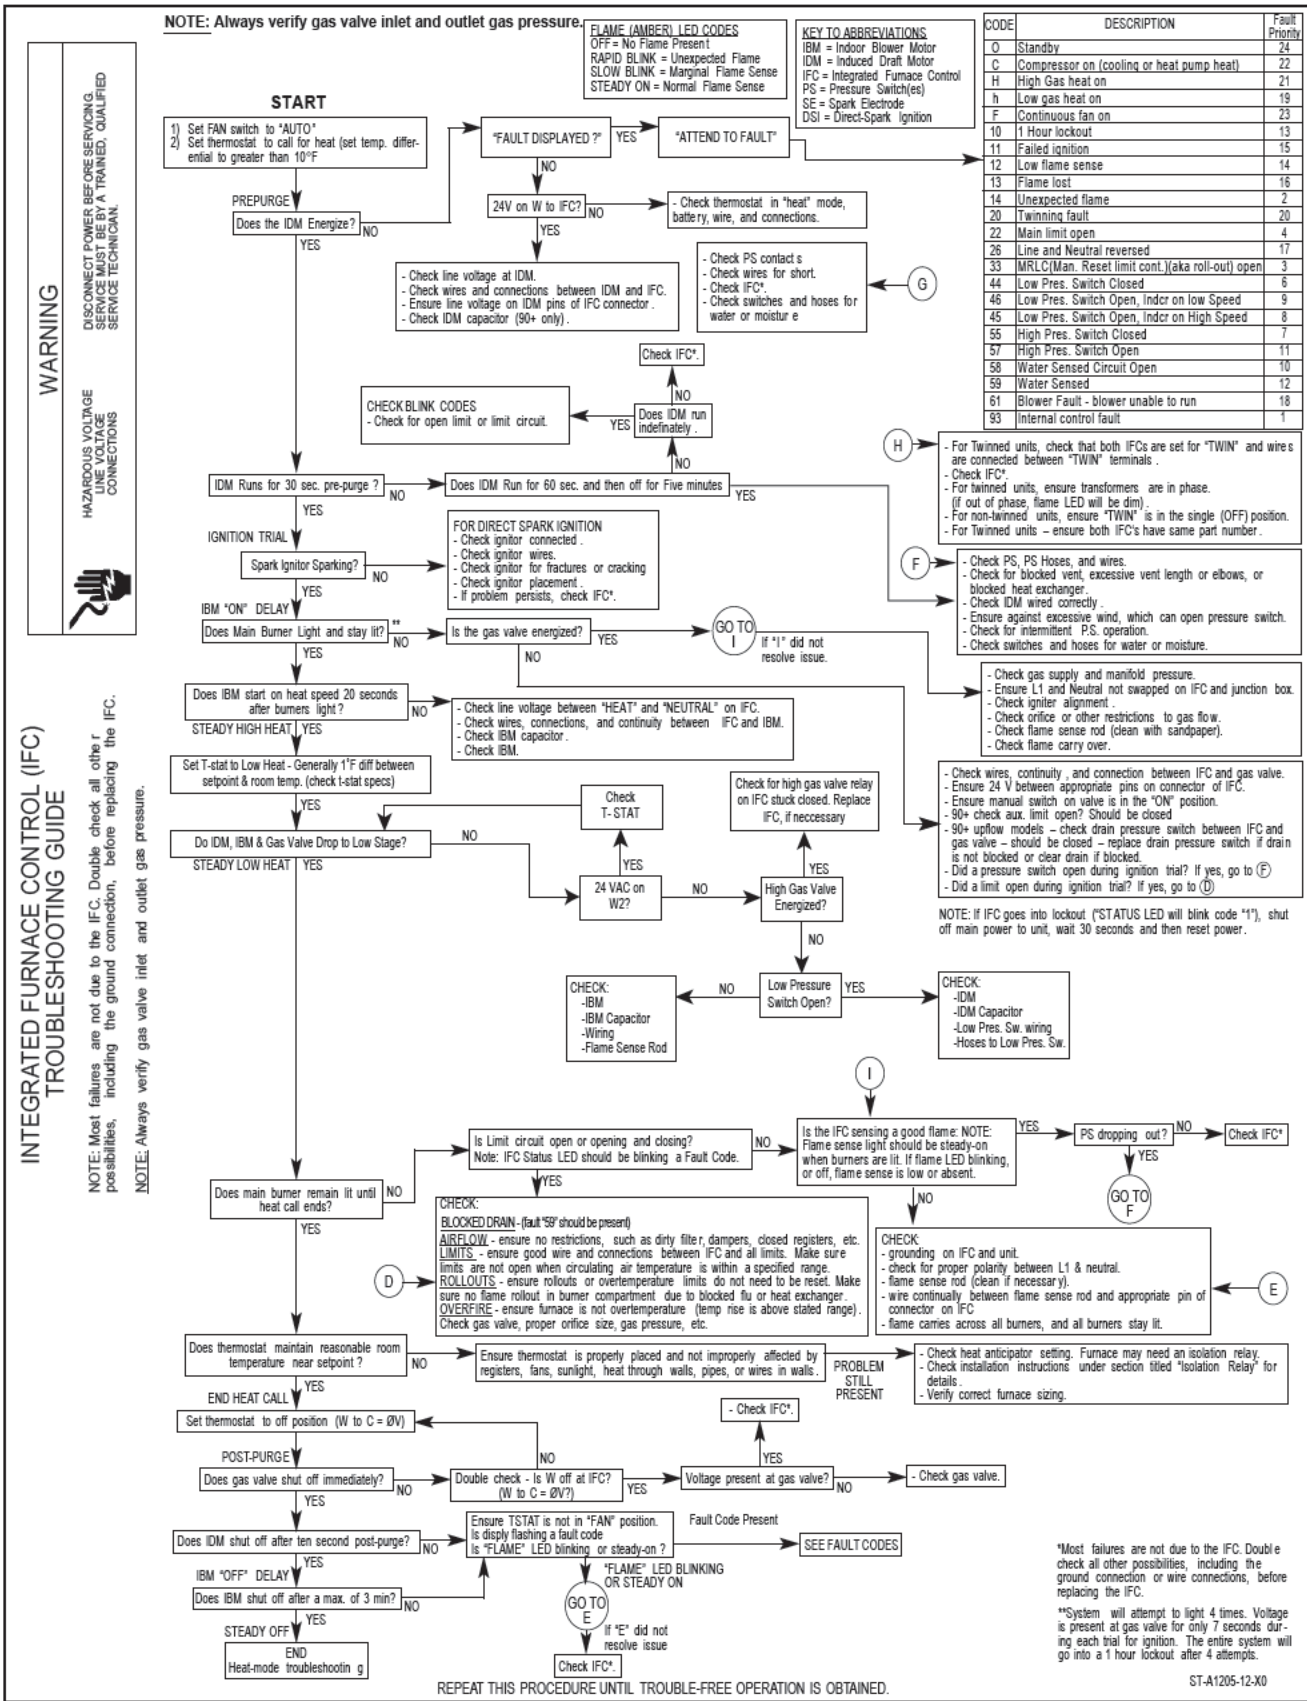 NOTE: Always verify gas valve inlet and outlet gas pressure.
FLAME (AMBER) LED CODES
OFF = No Flame Present
RAPID BLINK = Unexpected Flame
SLOW BLINK = Marginal Flame Sense
STEADY ON = Normal Flame Sense
KEY TO ABBREVIATIONS
IBM = Indoor Blower Motor
IDM = Induced Draft Motor
IFC = Integrated Furnace Control
PS = Pressure Switch(es)
SE = Spark Electrode
DSI = Direct-Spark Ignition
CODE DESCRIPTION Fault Priority
O Standby 24
C Compressor on (cooling or heat pump heat) 22
H High Gas heat on 21
h Low gas heat on 19
F Continuous fan on 23
10 1 Hour lockout 13
11 Failed ignition 15
12 Low flame sense 14
13 Flame lost 16
14 Unexpected flame 2
20 Twinning fault 20
22 Main limit open 4
26 Line and Neutral reversed 17
33 MRLC(Man. Reset limit cont.)(aka roll-out) open 3
44 Low Pres. Switch Closed 6
46 Low Pres. Switch Open, Indcr on low Speed 9
45 Low Pres. Switch Open, Indcr on High Speed 8
55 High Pres. Switch Closed 7
57 High Pres. Switch Open 11
58 Water Sensed Circuit Open 10
59 Water Sensed 12
61 Blower Fault - blower unable to run 18
93 Internal control fault 1
WARNING
HAZARDOUS VOLTAGE
LINE VOLTAGE
CONNECTIONS
DISCONNECT POWER BEFORE SERVICING.
SERVICE MUST BE BY A TRAINED, QUALIFIED
SERVICE TECHNICIAN.
INTEGRATED FURNACE CONTROL (IFC)
TROUBLESHOOTING GUIDE
NOTE: Most failures are not due to the IFC. Double check all other
possibilities, including the ground connection, before replacing the IFC.
NOTE: Always verify gas valve inlet and outlet gas pressure.
START
1) Set FAN switch to "AUTO"
2) Set thermostat to call for heat (set temp. differ-
ential to greater than 10°F
"FAULT DISPLAYED ?"
YES
"ATTEND TO FAULT"
NO
PREPURGE
Does the IDM Energize?
NO
YES
24V on W to IFC?
NO
YES
- Check thermostat in "heat" mode,
battery, wire, and connections.
- Check line voltage at IDM.
- Check wires and connections between IDM and IFC.
- Ensure line voltage on IDM pins of IFC connector.
- Check IDM capacitor (90+ only) .
- Check PS contact s
- Check wires for short.
- Check IFC*.
- Check switches and hoses for
water or moistur e
G
Check IFC*.
NO
CHECK BLINK CODES
- Check for open limit or limit circuit.
YES
Does IDM run
indefinately .
NO
IDM Runs for 30 sec. pre-purge ?
NO
YES
Does IDM Run for 60 sec. and then off for Five minutes
YES
H
- For Twinned units, check that both IFCs are set for "TWIN" and wires
are connected between "TWIN" terminals .
- Check IFC*.
- For twinned units, ensure transformers are in phase.
(if out of phase, flame LED will be dim) .
- For non-twinned units, ensure "TWIN" is in the single (OFF) position.
- For Twinned units – ensure both IFC's have same part number .
IGNITION TRIAL
Spark Ignitor Sparking?
NO
YES
FOR DIRECT SPARK IGNITION
- Check ignitor connected .
- Check ignitor wires.
- Check ignitor for fractures or cracking
- Check ignitor placement .
- If problem persists, check IFC*.
F
- Check PS, PS Hoses, and wires.
- Check for blocked vent, excessive vent length or elbows, or
blocked heat exchanger.
- Check IDM wired correctly .
- Ensure against excessive wind, which can open pressure switch.
- Check for intermittent P.S. operation.
- Check switches and hoses for water or moisture.
IBM "ON" DELAY
Does Main Burner Light and stay lit?
**
NO
YES
Is the gas valve energized?
YES
NO
GO TO
I
If "I" did not
resolve issue.
- Check gas supply and manifold pressure.
- Ensure L1 and Neutral not swapped on IFC and junction box.
- Check igniter alignment .
- Check orifice or other restrictions to gas flow.
- Check flame sense rod (clean with sandpaper).
- Check flame carry over.
Does IBM start on heat speed 20 seconds
after burners light ?
NO
- Check line voltage between "HEAT" and "NEUTRAL" on IFC.
- Check wires, connections, and continuity between IFC and IBM.
- Check IBM capacitor .
- Check IBM.
STEADY HIGH HEAT
YES
Set T-stat to Low Heat - Generally 1°F diff between
setpoint & room temp. (check t-stat specs)
YES
Check
T- STAT
YES
Check for high gas valve relay
on IFC stuck closed. Replace
IFC, if neccessary
YES
- Check wires, continuity , and connection between IFC and gas valve.
- Ensure 24 V between appropriate pins on connector of IFC.
- Ensure manual switch on valve is in the "ON" position.
- 90+ check aux. limit open? Should be closed
- 90+ upflow models – check drain pressure switch between IFC and
gas valve – should be closed – replace drain pressure switch if drain
is not blocked or clear drain if blocked.
- Did a pressure switch open during ignition trial? If yes, go to F
- Did a limit open during ignition trial? If yes, go to D
Do IDM, IBM & Gas Valve Drop to Low Stage?
NO
STEADY LOW HEAT
YES
24 VAC on
W2?
NO
High Gas Valve
Energized?
NO
NOTE: If IFC goes into lockout ("STATUS LED will blink code "1"), shut
off main power to unit, wait 30 seconds and then reset power .
CHECK:
-IBM
-IBM Capacitor
-Wiring
-Flame Sense Rod
NO
Low Pressure
Switch Open?
YES
CHECK:
-IDM
-IDM Capacitor
-Low Pres. Sw. wiring
-Hoses to Low Pres. Sw.
I
Is Limit circuit open or opening and closing?
Note: IFC Status LED should be blinking a Fault Code.
NO
YES
Is the IFC sensing a good flame: NOTE:
Flame sense light should be steady-on
when burners are lit. If flame LED blinking,
or off, flame sense is low or absent.
YES
NO
PS dropping out?
NO
YES
Check IFC*
GO TO
F
Does main burner remain lit until
heat call ends?
NO
YES
CHECK:
BLOCKED DRAIN - (fault "59" should be present)
AIRFLOW - ensure no restrictions, such as dirty filter, dampers, closed registers, etc.
LIMITS - ensure good wire and connections between IFC and all limits. Make sure
limits are not open when circulating air temperature is within a specified range.
ROLLOUTS - ensure rollouts or overtemperature limits do not need to be reset. Make
sure no flame rollout in burner compartment due to blocked flu or heat exchanger .
OVERFIRE - ensure furnace is not overtemperature (temp rise is above stated range).
Check gas valve, proper orifice size, gas pressure, etc.
D
CHECK:
- grounding on IFC and unit.
- check for proper polarity between L1 & neutral.
- flame sense rod (clean if necessary).
- wire continually between flame sense rod and appropriate pin of
connector on IFC
- flame carries across all burners, and all burners stay lit.
E
Does thermostat maintain reasonable room
temperature near setpoint ?
NO
YES
Ensure thermostat is properly placed and not improperly affected by
registers, fans, sunlight, heat through walls, pipes, or wires in walls .
PROBLEM
STILL
PRESENT
- Check heat anticipator setting. Furnace may need an isolation relay.
- Check installation instructions under section titled "Isolation Relay" for
details .
- Verify correct furnace sizing.
END HEAT CALL
Set thermostat to off position (W to C = ØV)
- Check IFC*.
POST-PURGE
Does gas valve shut off immediately?
NO
YES
NO
Double check - Is W off at IFC?
(W to C = ØV?)
YES
YES
Voltage present at gas valve?
NO
- Check gas valve.
Does IDM shut off after ten second post-purge?
NO
YES
Ensure TSTAT is not in "FAN" position.
Is disply flashing a fault code
Is "FLAME" LED blinking or steady-on ?
Fault Code Present
SEE FAULT CODES
"FLAME" LED BLINKING
OR STEADY ON
IBM "OFF" DELAY
Does IBM shut off after a max. of 3 min?
NO
YES
GO TO
E
If "E" did not
resolve issue
Check IFC*.
STEADY OFF
END
Heat-mode troubleshootin g
*Most failures are not due to the IFC. Double
check all other possibilities, including the
ground connection or wire connections, before
replacing the IFC.
**System will attempt to light 4 times. Voltage
is present at gas valve for only 7 seconds dur-
ing each trial for ignition. The entire system will
go into a 1 hour lockout after 4 attempts.
ST-A1205-12-X0
REPEAT THIS PROCEDURE UNTIL TROUBLE-FREE OPERATION IS OBTAINED.